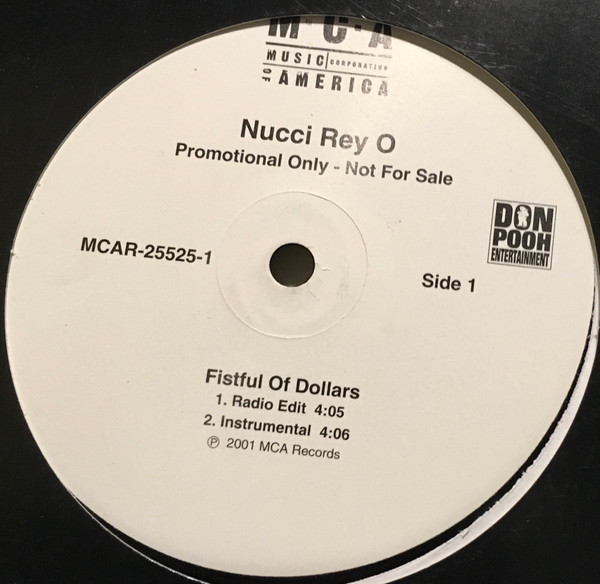 M·C·A
MUSIC CORPORATION
OF AMERICA
Nucci Rey O
Promotional Only - Not For Sale
DON
POOH
ENTERTAINMENT
MCAR-25525-1
Side 1
Fistful Of Dollars
1. Radio Edit 4:05
2. Instrumental 4:06
℗ 2001 MCA Records